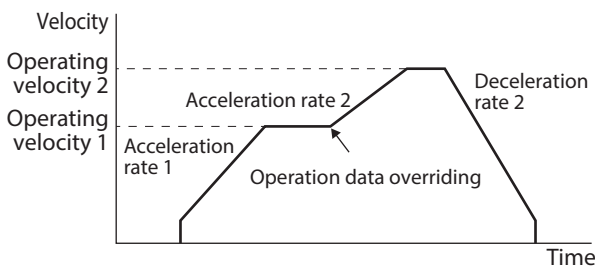 Velocity
Operating
velocity 2
Operating
velocity 1
Acceleration rate 2
Deceleration
rate 2
Acceleration
rate 1
Operation data overriding
Time